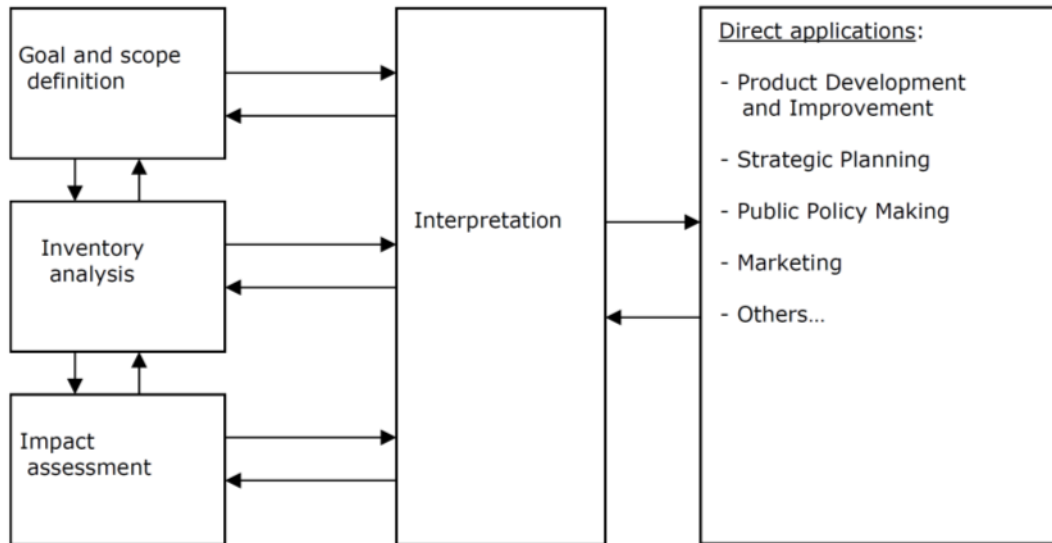 Goal and scope
definition
Inventory
analysis
Impact
assessment
Interpretation
Direct applications:
- Product Development
and Improvement
- Strategic Planning
- Public Policy Making
- Marketing
- Others...